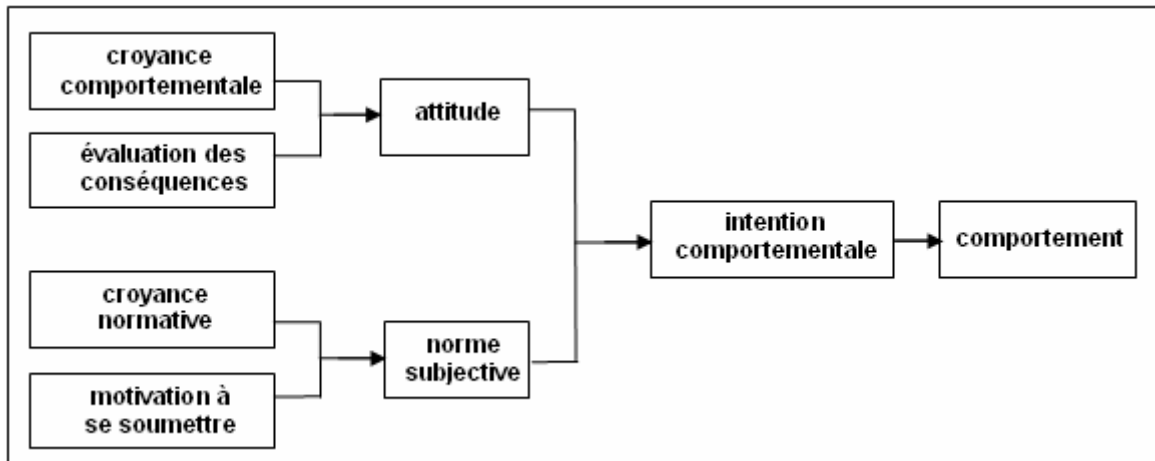 croyance
comportementale
évaluation des
conséquences
attitude
croyance
normative
motivation à
se soumettre
norme
subjective
intention
comportementale
comportement